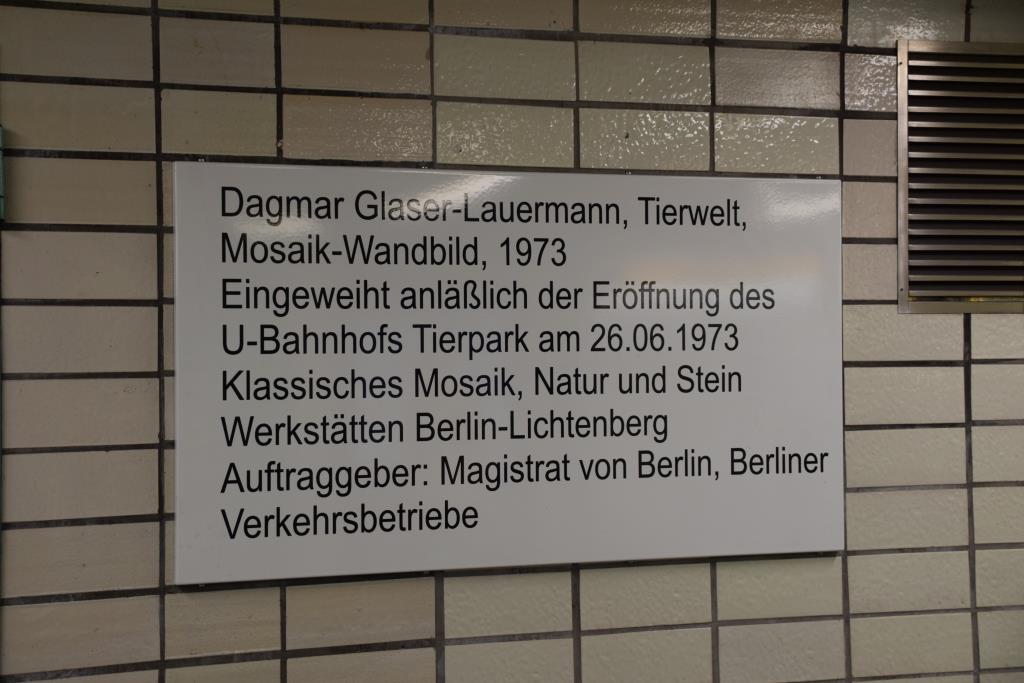 Dagmar Glaser-Lauermann, Tierwelt,
Mosaik-Wandbild, 1973
Eingeweiht anläßlich der Eröffnung des
U-Bahnhofs Tierpark am 26.06.1973
Klassisches Mosaik, Natur und Stein
Werkstätten Berlin-Lichtenberg
Auftraggeber: Magistrat von Berlin, Berliner
Verkehrsbetriebe